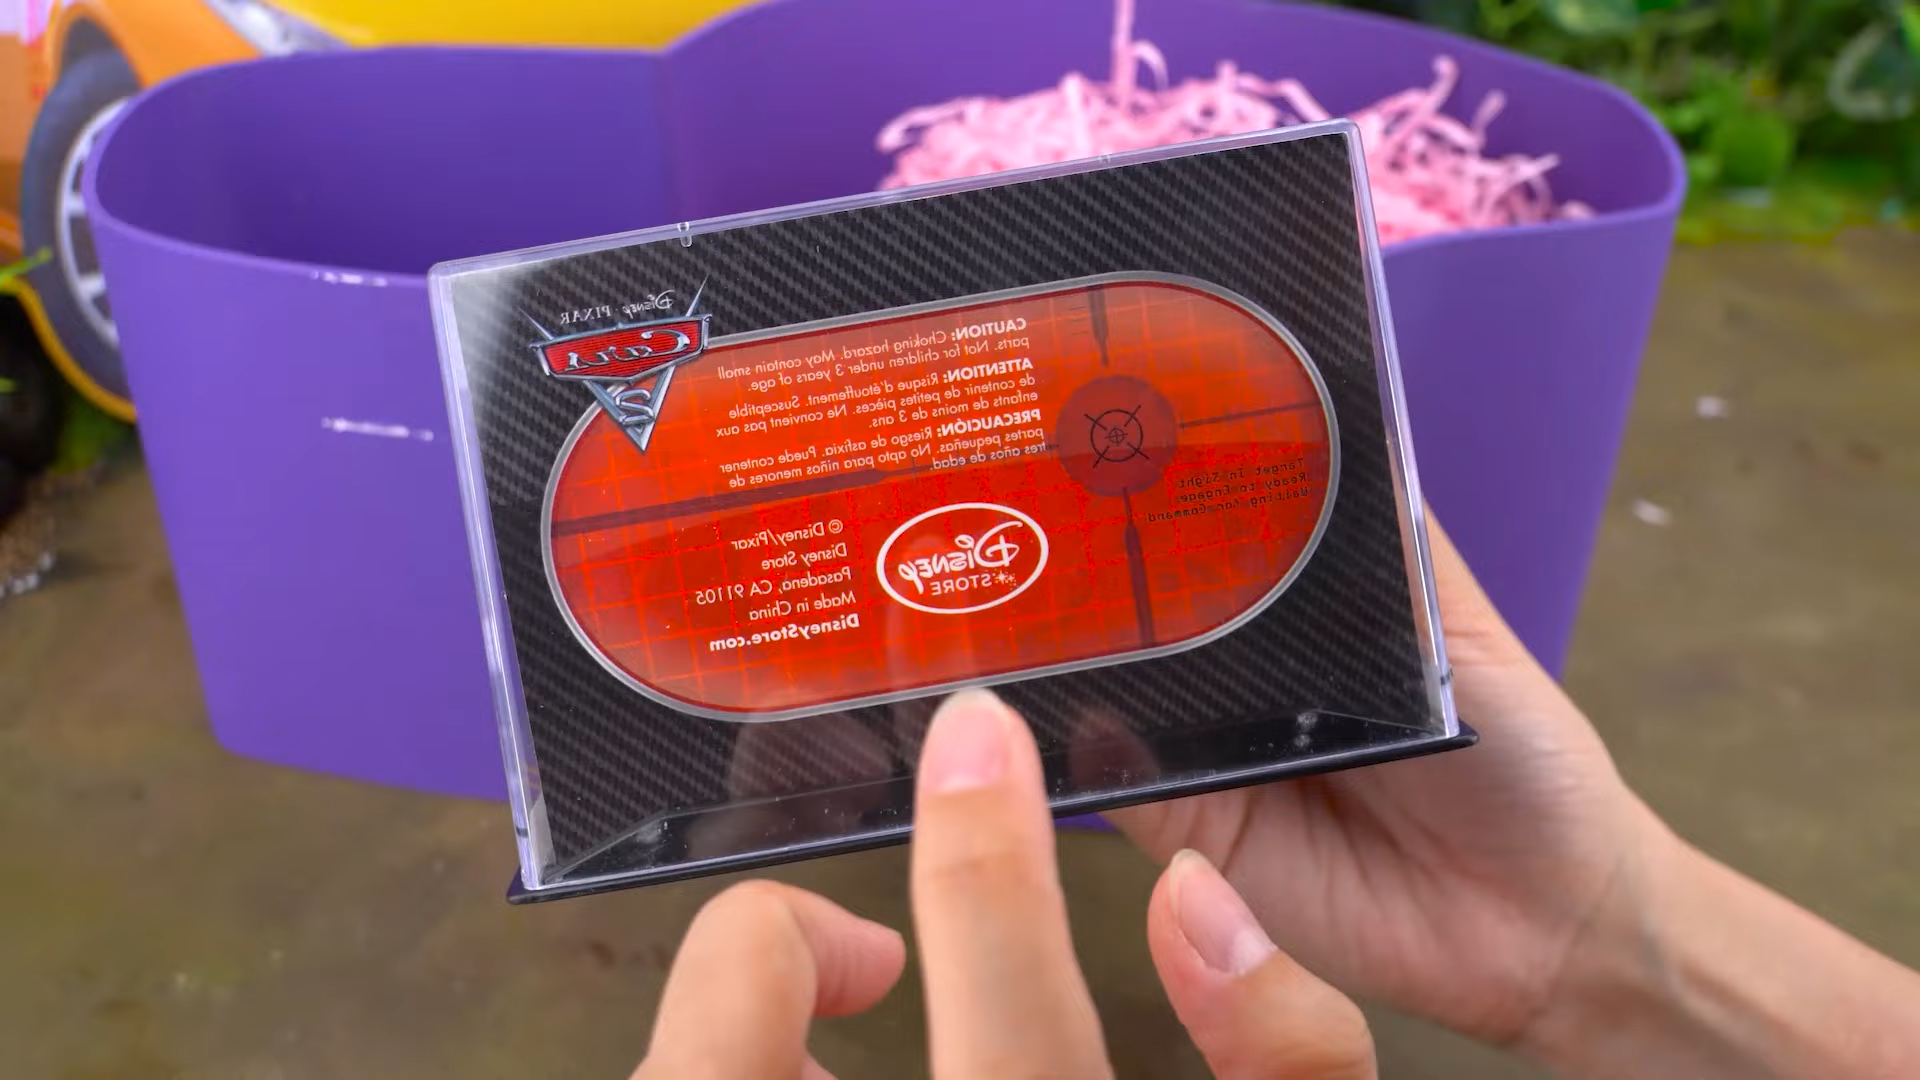 DISNEY · PIXAR
Cars
2
CAUTION: Choking hazard. May contain small
parts. Not for children under 3 years of age.
ATTENTION: Risque d'étouffement. Susceptible
de contenir de petites pièces. Ne convient pas aux
enfants de moins de 3 ans.
PRECAUCIÓN: Riesgo de asfixia. Puede contener
partes pequeñas. No apto para niños menores de
tres años de edad.
Target In Sight
Ready to Engage
Waiting for Command
DISNEY
STORE
© Disney/Pixar
Disney Store
Pasadena, CA 91105
Made in China
DisneyStore.com